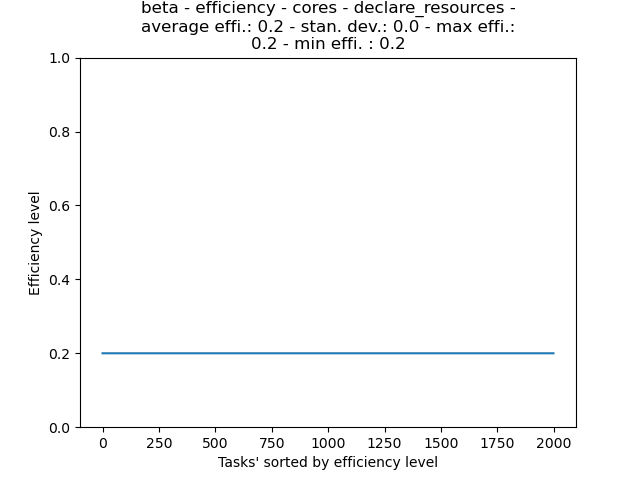 beta - efficiency - cores - declare_resources -
average effi.: 0.2 - stan. dev.: 0.0 - max effi.:
0.2 - min effi. : 0.2
1.0
0.8
0.6
0.4
0.2
0.0
Efficiency level
0 250 500 750 1000 1250 1500 1750 2000
Tasks' sorted by efficiency level